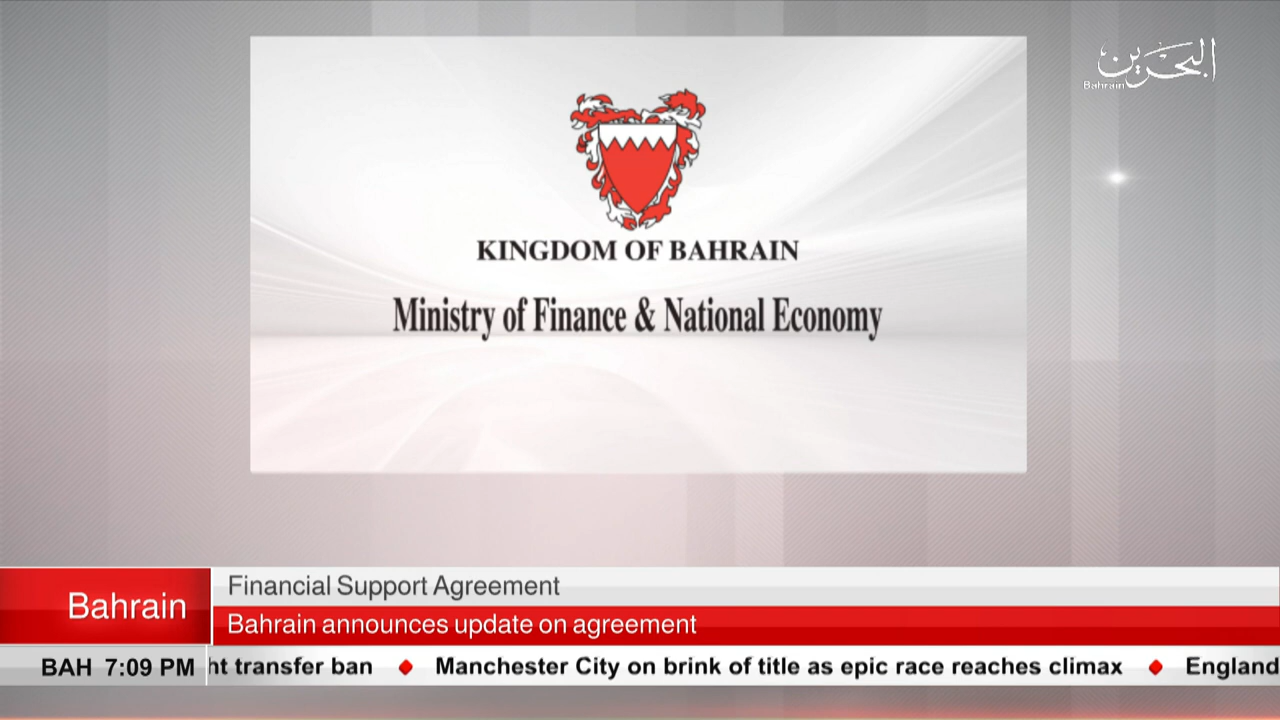 البحرين
Bahrain
KINGDOM OF BAHRAIN
Ministry of Finance & National Economy
Financial Support Agreement
Bahrain
Bahrain announces update on agreement
BAH 7:09 PM ht transfer ban ♦ Manchester City on brink of title as epic race reaches climax ♦ England